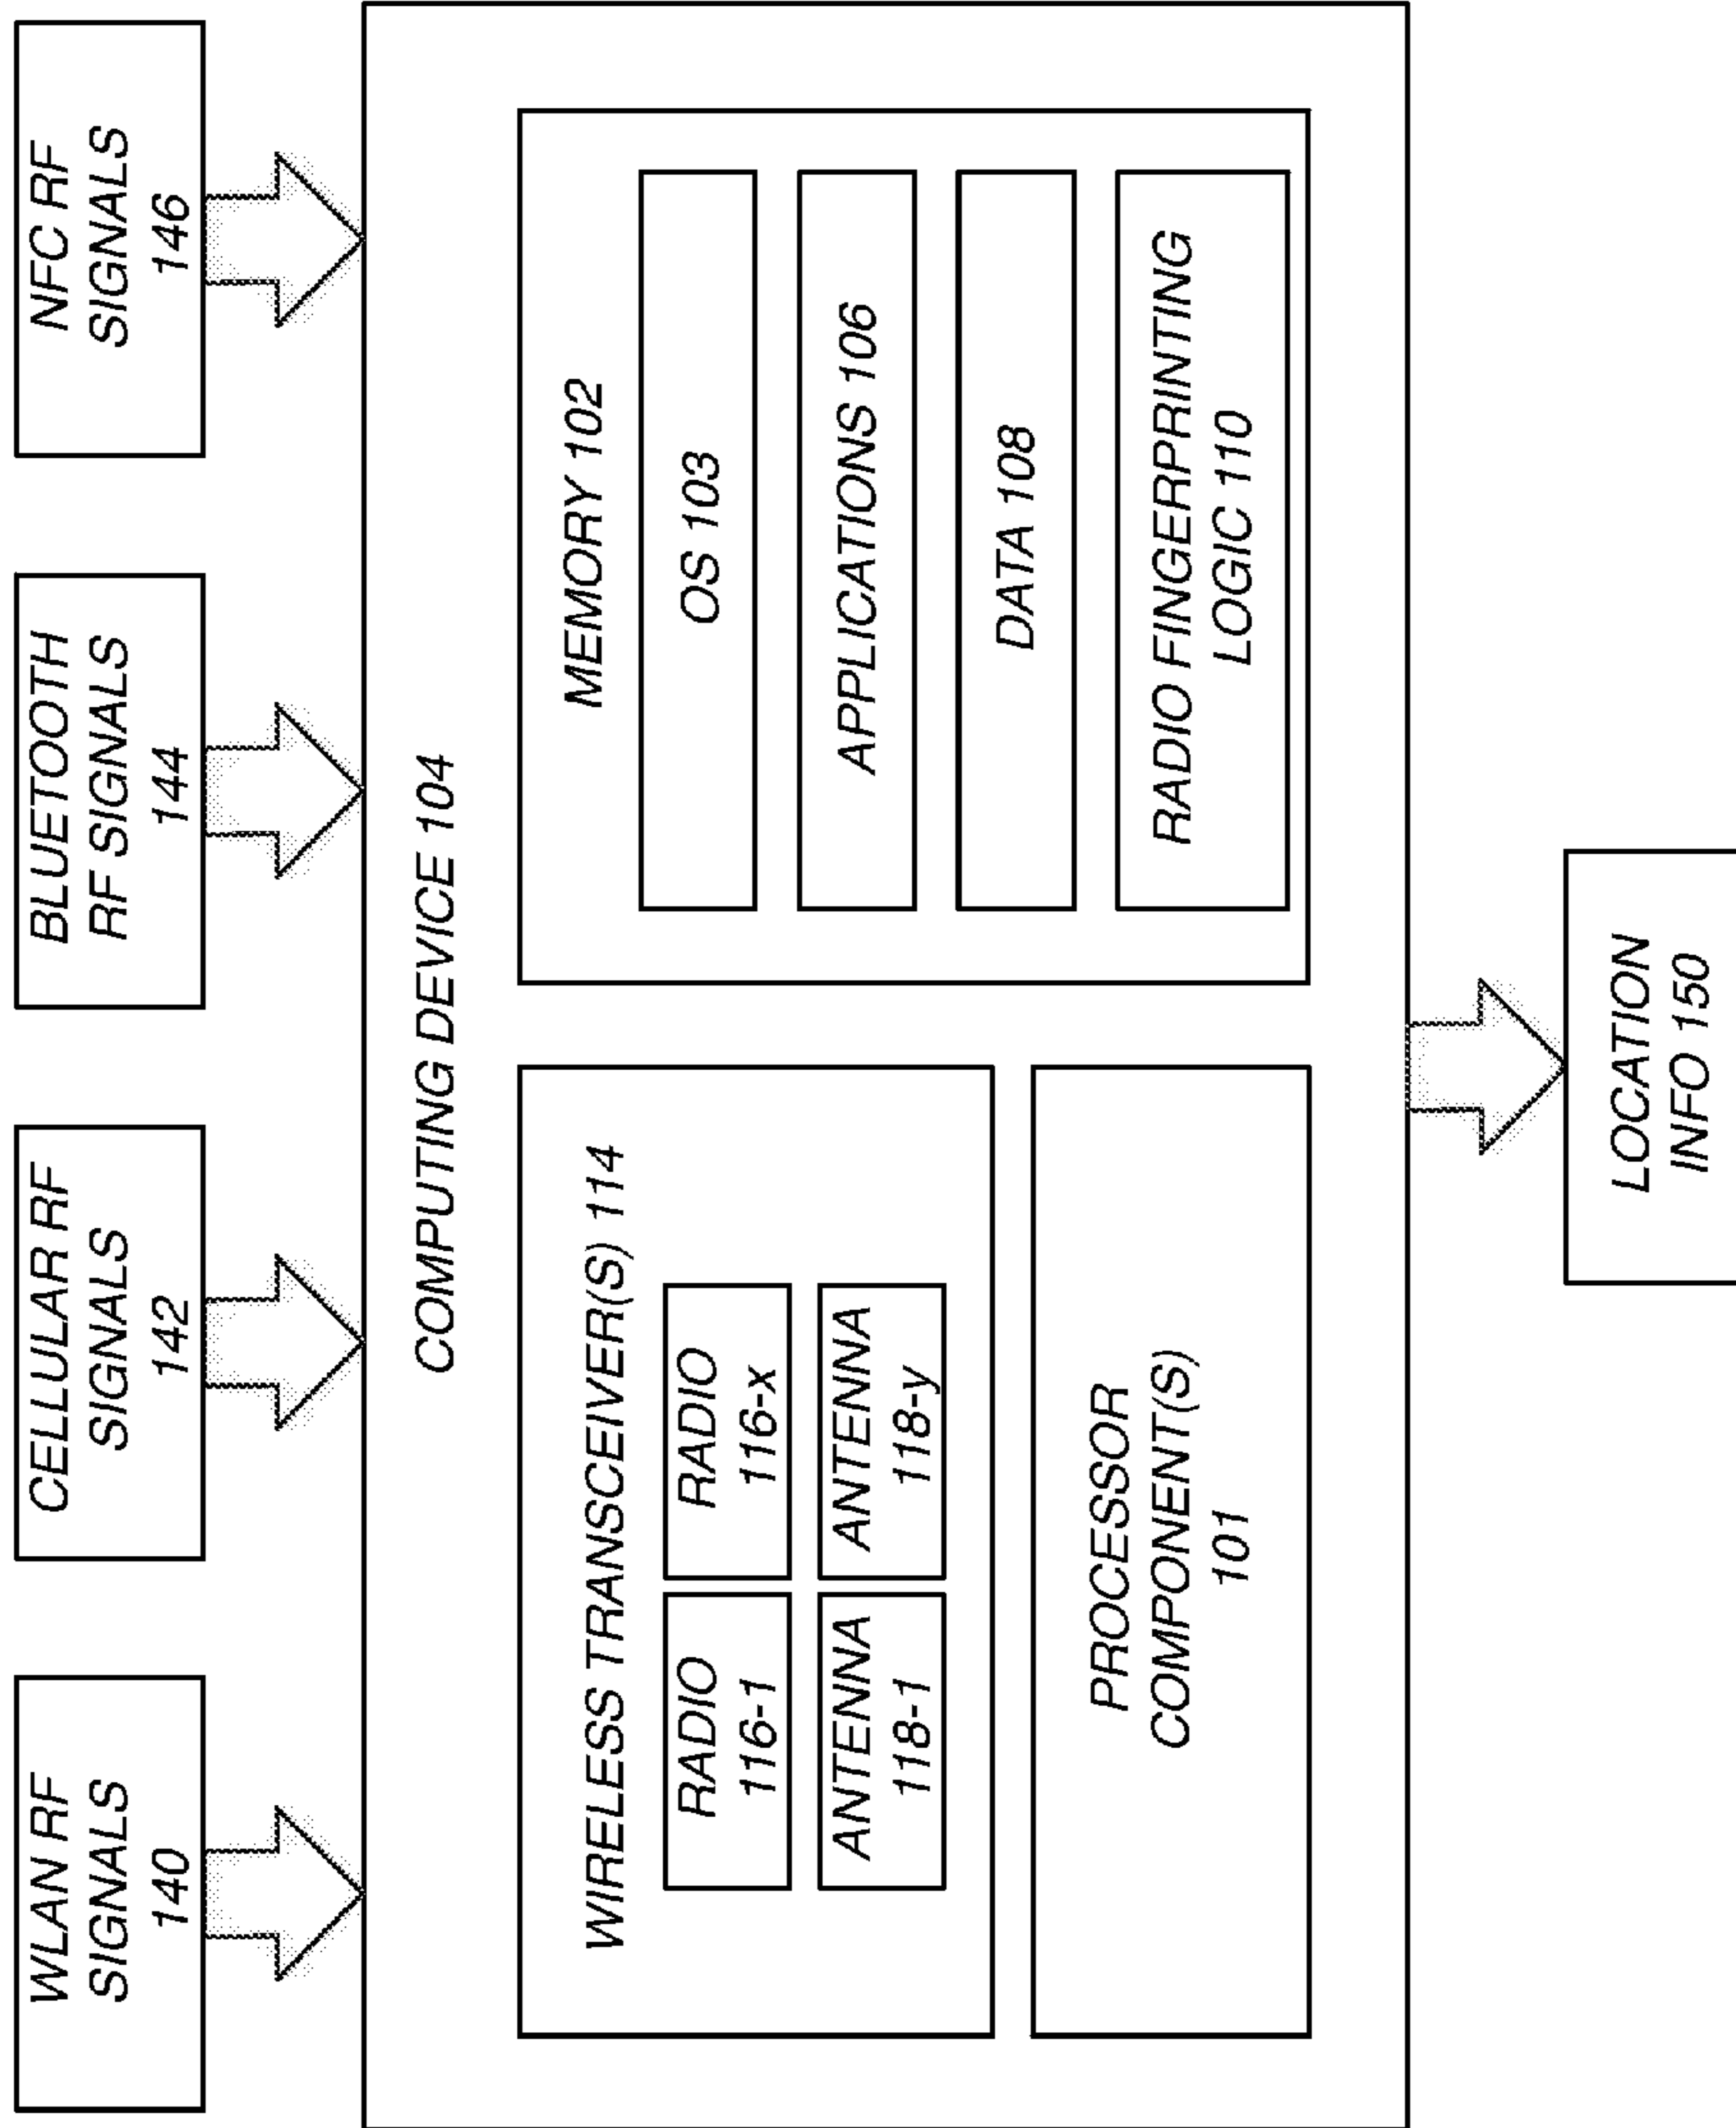 WLAN RF
SIGNALS
140
CELLULAR RF
SIGNALS
142
BLUETOOTH
RF SIGNALS
144
NFC RF
SIGNALS
146
COMPUTING DEVICE 104
WIRELESS TRANSCEIVER(S) 114
RADIO
116-1
RADIO
116-x
ANTENNA
118-1
ANTENNA
118-y
PROCESSOR
COMPONENT(S)
101
MEMORY 102
OS 103
APPLICATIONS 106
DATA 108
RADIO FINGERPRINTING
LOGIC 110
LOCATION
INFO 150